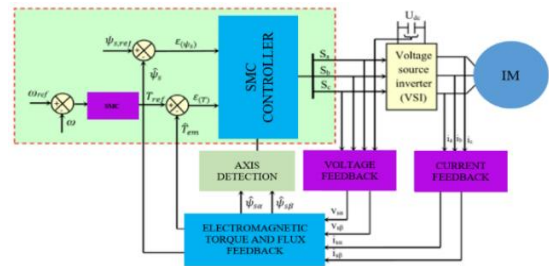 ψs,ref
ε(ψs)
ψ̂s
ωref
ω
SMC
Tref
ε(T)
T̂em
SMC
CONTROLLER
Sa
Sb
Sc
Udc
Voltage
source
inverter
(VSI)
IM
ia
ib
ic
AXIS
DETECTION
VOLTAGE
FEEDBACK
CURRENT
FEEDBACK
ψ̂sα
ψ̂sβ
Vsα
Vsβ
isα
isβ
ELECTROMAGNETIC
TORQUE AND FLUX
FEEDBACK